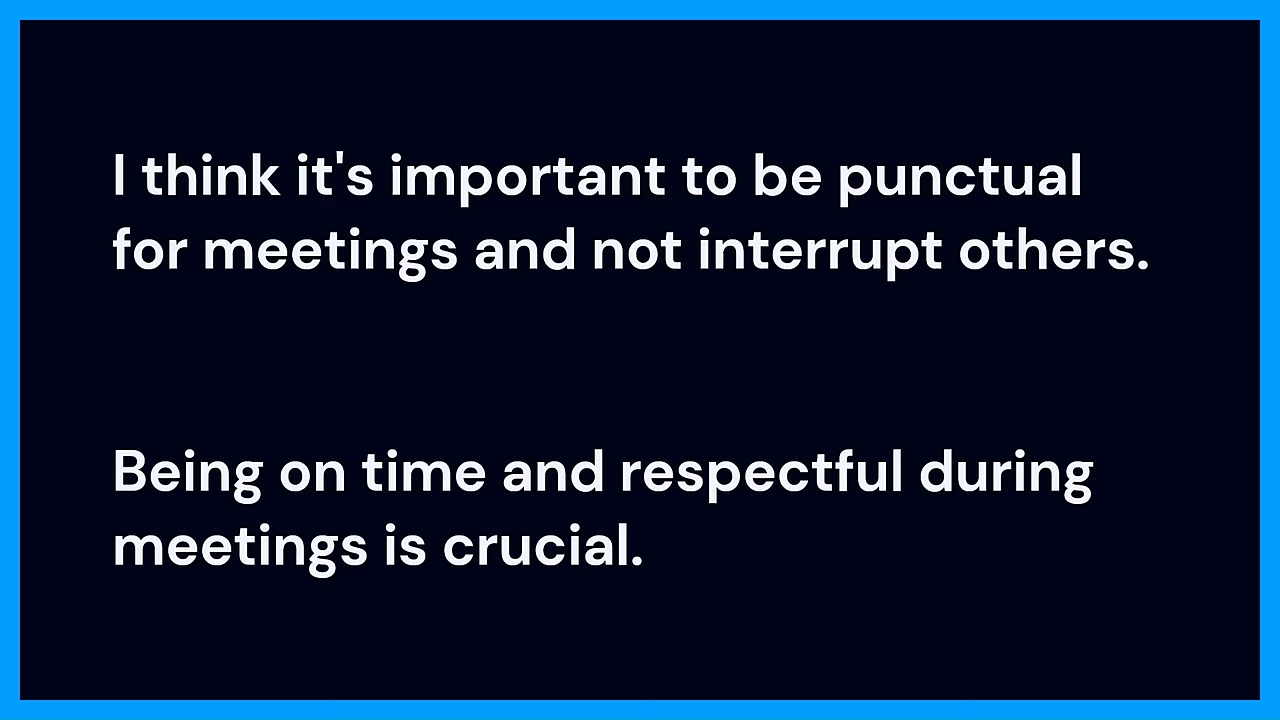 I think it's important to be punctual
for meetings and not interrupt others.
Being on time and respectful during
meetings is crucial.